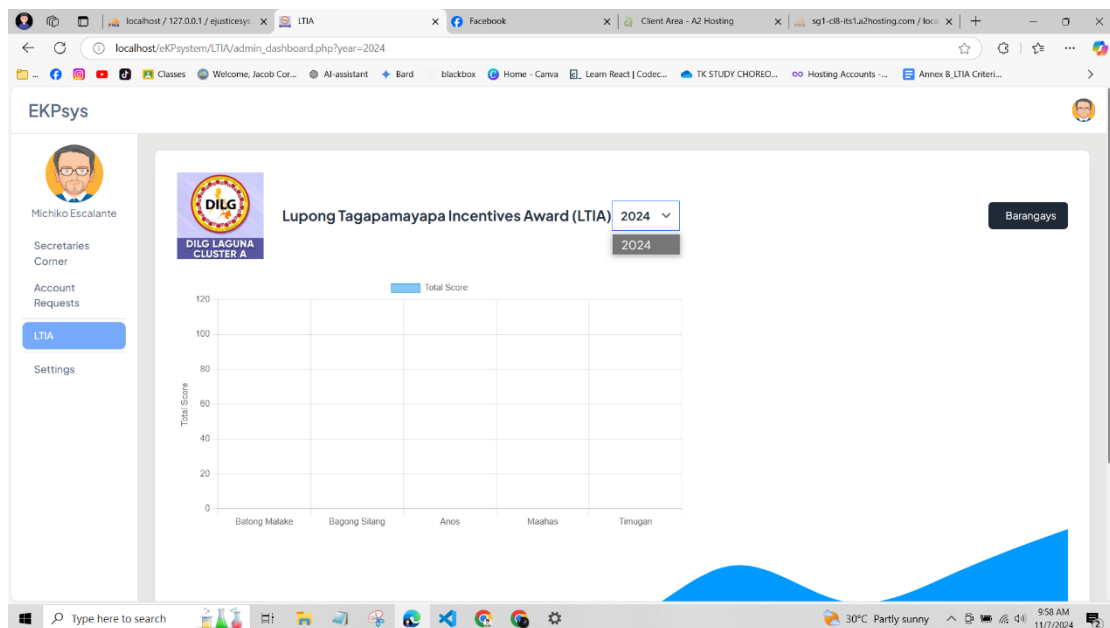 localhost / 127.0.0.1 / ejusticesys
LTIA
Facebook
Client Area - A2 Hosting
sg1-cl8-its1.a2hosting.com / loca
localhost/eKPsystem/LTIA/admin_dashboard.php?year=2024
Classes
Welcome, Jacob Cor...
AI-assistant
Bard
blackbox
Home - Canva
Learn React | Codec...
TK STUDY CHOREO...
Hosting Accounts -...
Annex B_LTIA Criteri...
EKPsys
Michiko Escalante
Secretaries
Corner
Account
Requests
LTIA
Settings
DILG
DILG LAGUNA
CLUSTER A
Lupong Tagapamayapa Incentives Award (LTIA)
2024
2024
Barangays
Total Score
Total Score
120
100
80
60
40
20
0
Batong Malake
Bagong Silang
Anos
Maahas
Timugan
Type here to search
30°C Partly sunny
9:58 AM
11/7/2024